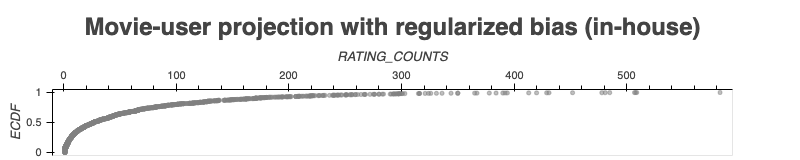 Movie-user projection with regularized bias (in-house)
RATING_COUNTS
0 100 200 300 400 500
1
0.5
0
ECDF